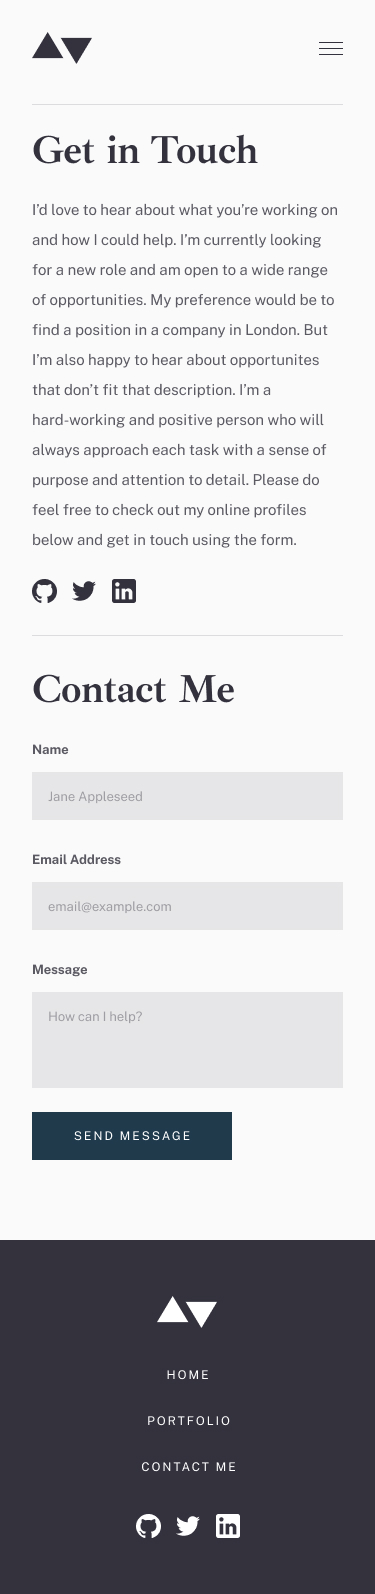 Get in Touch
I’d love to hear about what you’re working on
and how I could help. I’m currently looking
for a new role and am open to a wide range
of opportunities. My preference would be to
find a position in a company in London. But
I’m also happy to hear about opportunites
that don’t fit that description. I’m a
hard-working and positive person who will
always approach each task with a sense of
purpose and attention to detail. Please do
feel free to check out my online profiles
below and get in touch using the form.
Contact Me
Name
Jane Appleseed
Email Address
email@example.com
Message
How can I help?
SEND MESSAGE
HOME
PORTFOLIO
CONTACT ME